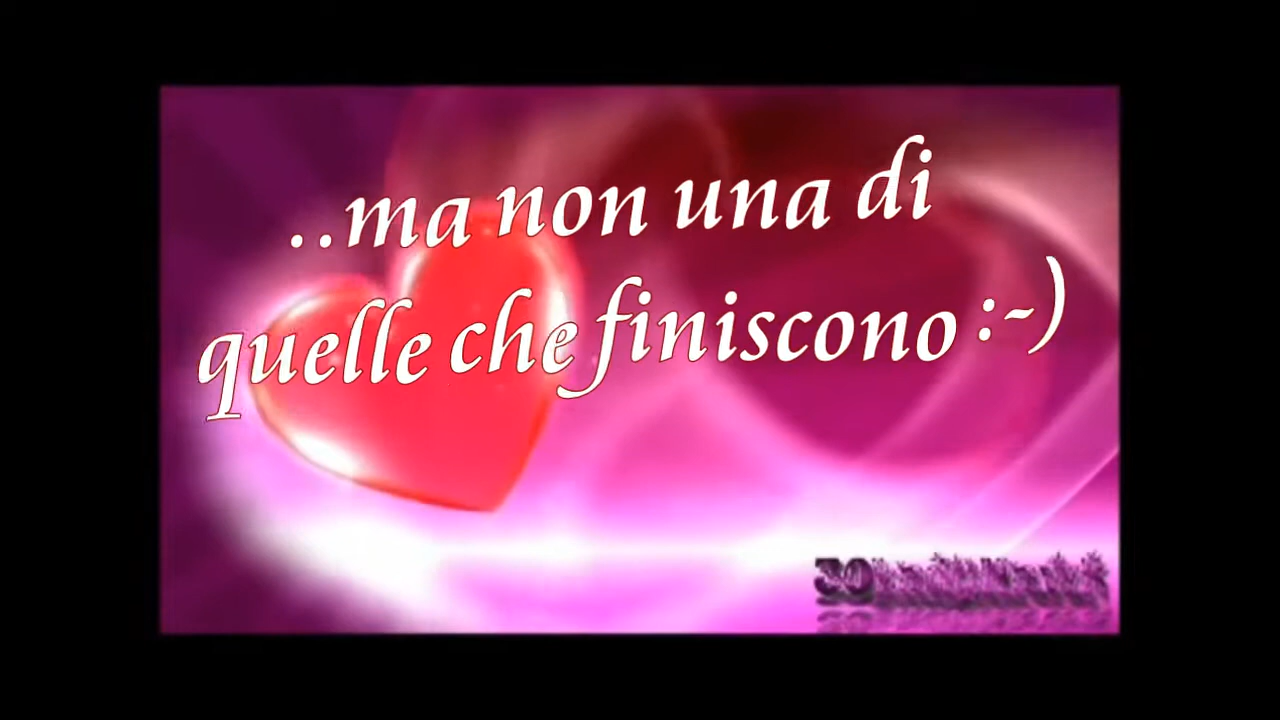 ..ma non una di
quelle che finiscono :-)